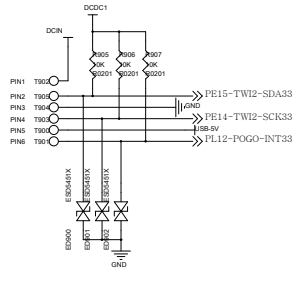 DCDC1
DCIN
R905 R906 R907
10K 10K 10K
R0201 R0201 R0201
PIN1 T902
PIN2 T905 PE15-TWI2-SDA33
PIN3 T904 GND
PIN4 T903 PE14-TWI2-SCK33
PIN5 T900 USB-5V
PIN6 T901 PL12-POGO-INT33
ESD5451X ESD5451X ESD5451X
ED900 ED901 ED902
GND